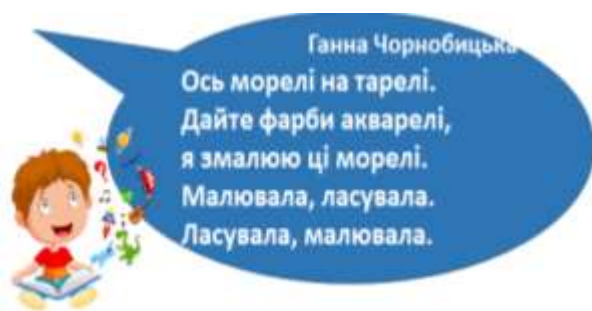 Ганна Чорнобицька
Ось морелі на тарелі.
Дайте фарби акварелі,
я змалюю ці морелі.
Малювала, ласувала.
Ласувала, малювала.